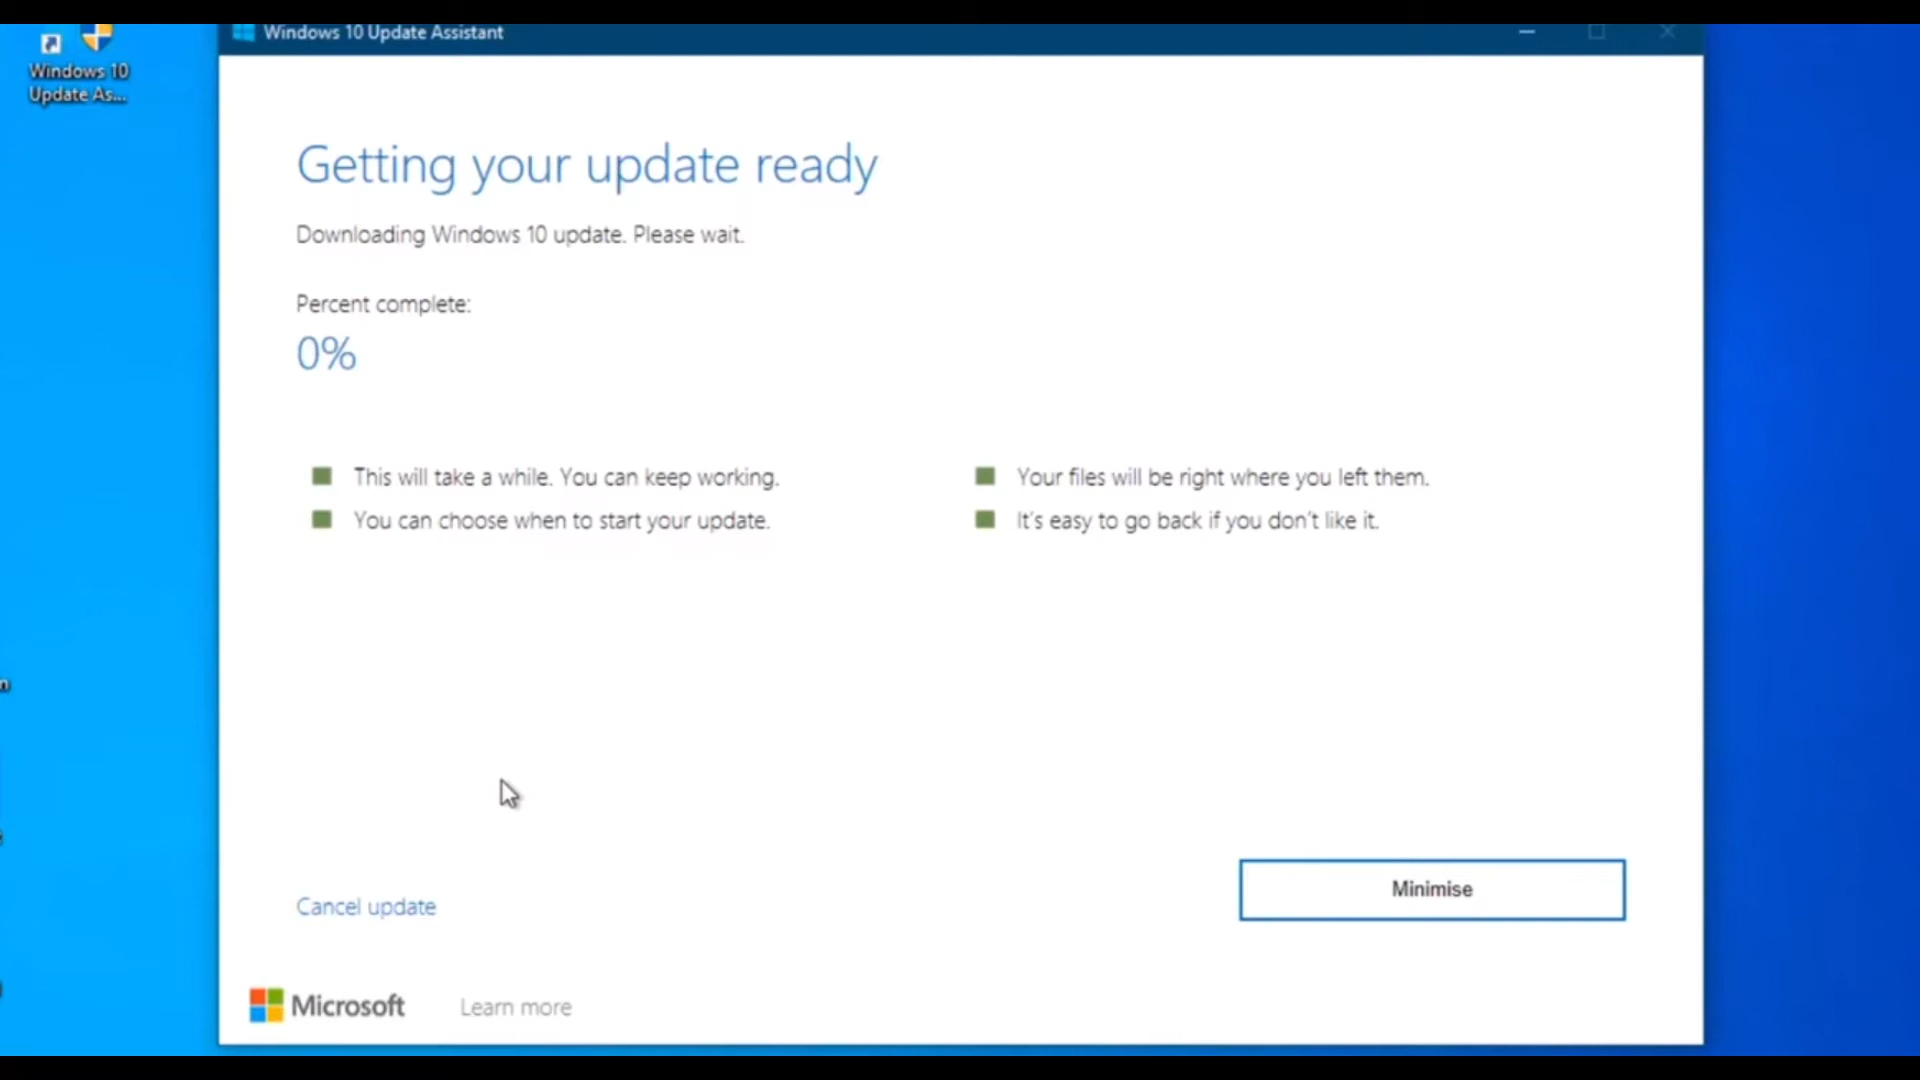 Windows 10 Update Assistant
Windows 10
Update As...
Getting your update ready
Downloading Windows 10 update. Please wait.
Percent complete:
0%
This will take a while. You can keep working.
You can choose when to start your update.
Your files will be right where you left them.
It's easy to go back if you don't like it.
Minimise
Cancel update
Microsoft
Learn more